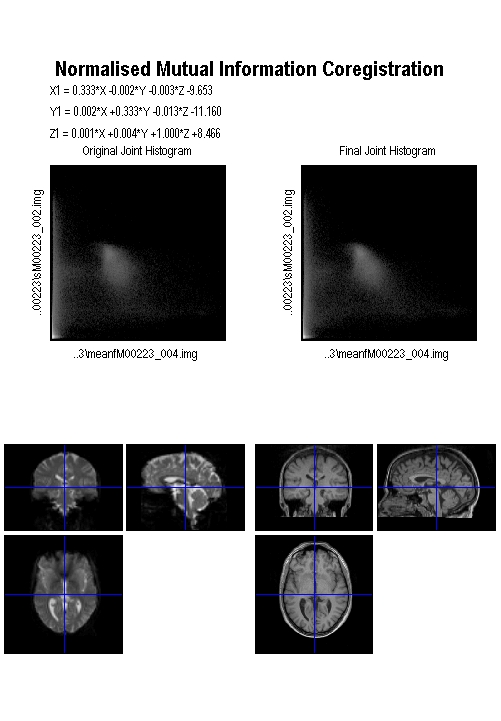 Normalised Mutual Information Coregistration
X1 = 0.333*X -0.002*Y -0.003*Z -9.653
Y1 = 0.002*X +0.333*Y -0.013*Z -11.160
Z1 = 0.001*X +0.004*Y +1.000*Z +8.466
Original Joint Histogram
..00223\sM00223_002.img
..3\meanfM00223_004.img
Final Joint Histogram
..00223\sM00223_002.img
..3\meanfM00223_004.img